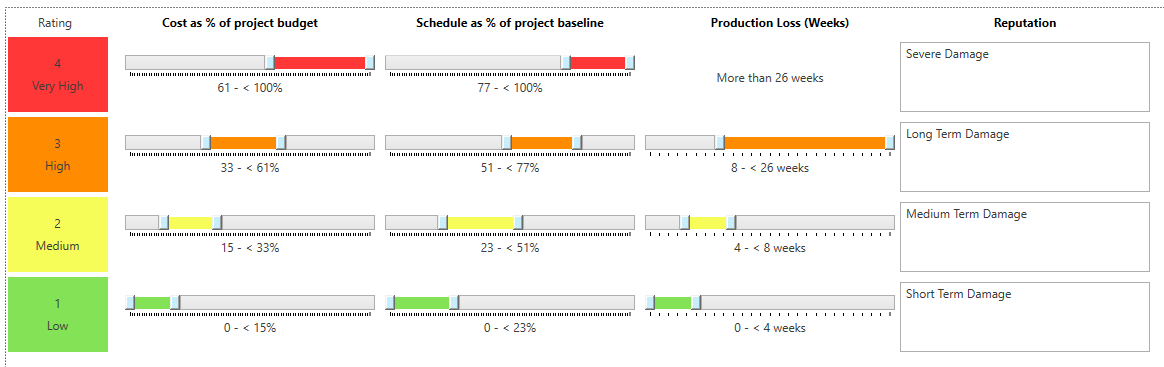 Rating Cost as % of project budget Schedule as % of project baseline Production Loss (Weeks) Reputation
4
Very High
61 - < 100%
77 - < 100%
More than 26 weeks
Severe Damage
3
High
33 - < 61%
51 - < 77%
8 - < 26 weeks
Long Term Damage
2
Medium
15 - < 33%
23 - < 51%
4 - < 8 weeks
Medium Term Damage
1
Low
0 - < 15%
0 - < 23%
0 - < 4 weeks
Short Term Damage